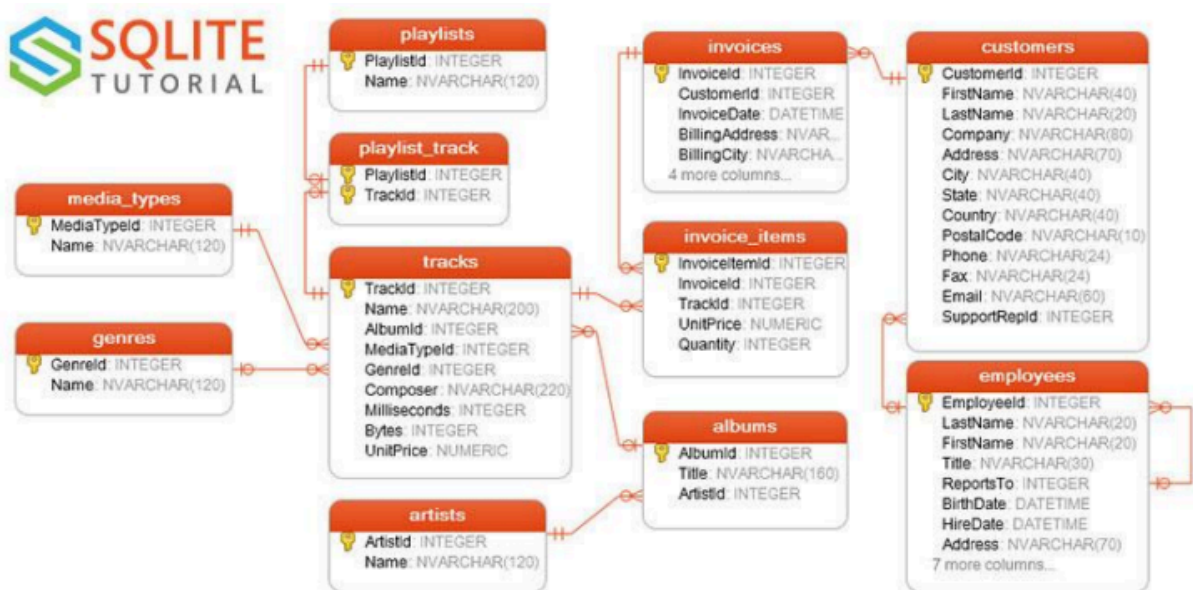 SQLITE
TUTORIAL
playlists
PlaylistId: INTEGER
Name: NVARCHAR(120)
playlist_track
PlaylistId: INTEGER
TrackId: INTEGER
media_types
MediaTypeId: INTEGER
Name: NVARCHAR(120)
genres
GenreId: INTEGER
Name: NVARCHAR(120)
tracks
TrackId: INTEGER
Name: NVARCHAR(200)
AlbumId: INTEGER
MediaTypeId: INTEGER
GenreId: INTEGER
Composer: NVARCHAR(220)
Milliseconds: INTEGER
Bytes: INTEGER
UnitPrice: NUMERIC
artists
ArtistId: INTEGER
Name: NVARCHAR(120)
invoices
InvoiceId: INTEGER
CustomerId: INTEGER
InvoiceDate: DATETIME
BillingAddress: NVAR...
BillingCity: NVARCHA...
4 more columns...
invoice_items
InvoiceItemId: INTEGER
InvoiceId: INTEGER
TrackId: INTEGER
UnitPrice: NUMERIC
Quantity: INTEGER
albums
AlbumId: INTEGER
Title: NVARCHAR(160)
ArtistId: INTEGER
customers
CustomerId: INTEGER
FirstName: NVARCHAR(40)
LastName: NVARCHAR(20)
Company: NVARCHAR(80)
Address: NVARCHAR(70)
City: NVARCHAR(40)
State: NVARCHAR(40)
Country: NVARCHAR(40)
PostalCode: NVARCHAR(10)
Phone: NVARCHAR(24)
Fax: NVARCHAR(24)
Email: NVARCHAR(60)
SupportRepId: INTEGER
employees
EmployeeId: INTEGER
LastName: NVARCHAR(20)
FirstName: NVARCHAR(20)
Title: NVARCHAR(30)
ReportsTo: INTEGER
BirthDate: DATETIME
HireDate: DATETIME
Address: NVARCHAR(70)
7 more columns...